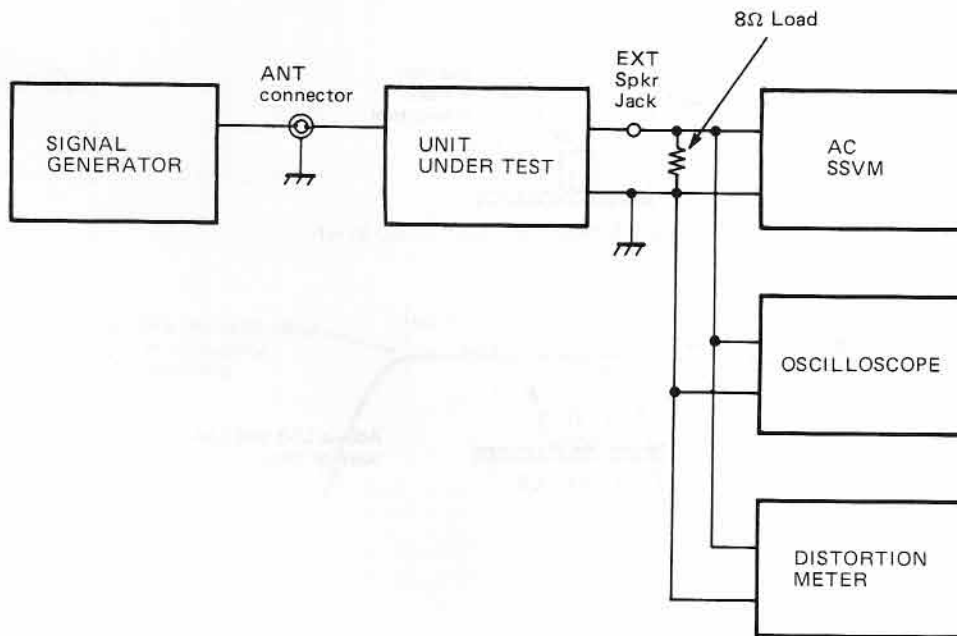 8Ω Load
ANT
connector
EXT
Spkr
Jack
SIGNAL
GENERATOR
UNIT
UNDER TEST
AC
SSVM
OSCILLOSCOPE
DISTORTION
METER